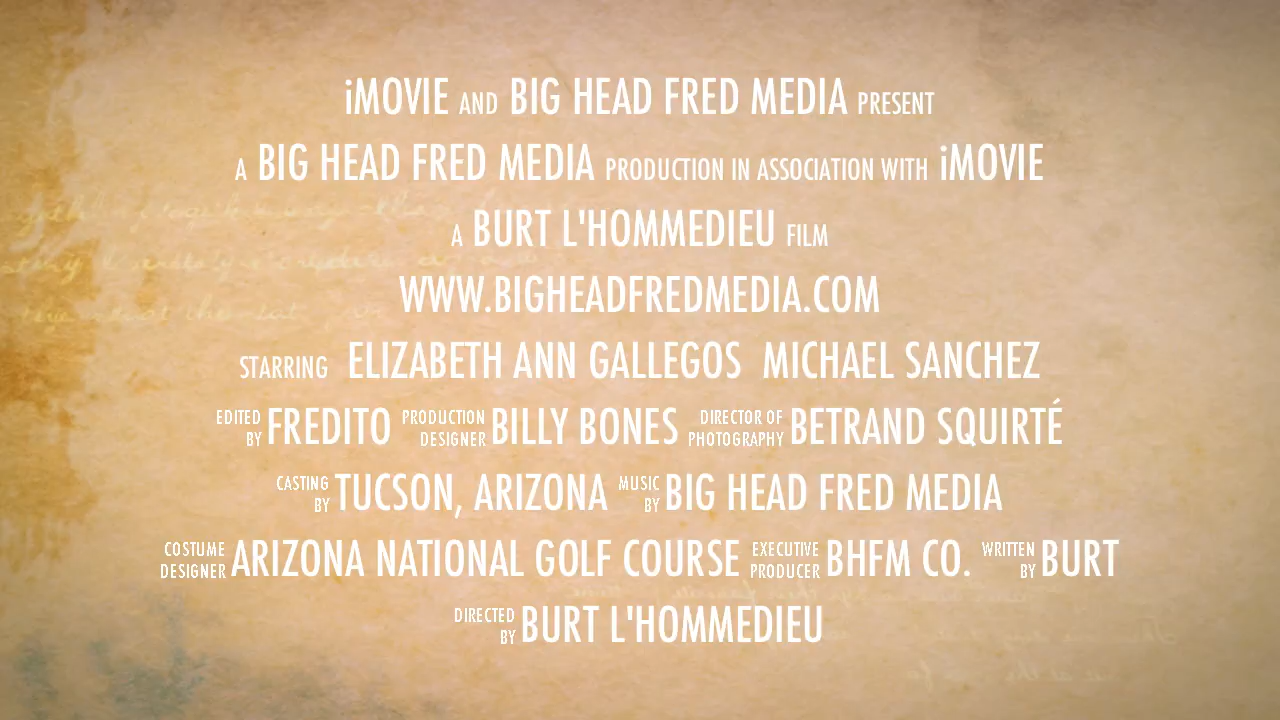 iMOVIE AND BIG HEAD FRED MEDIA PRESENT
A BIG HEAD FRED MEDIA PRODUCTION IN ASSOCIATION WITH iMOVIE
A BURT L'HOMMEDIEU FILM
WWW.BIGHEADFREDMEDIA.COM
STARRING ELIZABETH ANN GALLEGOS MICHAEL SANCHEZ
EDITED BY FREDITO PRODUCTION DESIGNER BILLY BONES DIRECTOR OF PHOTOGRAPHY BETRAND SQUIRTÉ
CASTING BY TUCSON, ARIZONA MUSIC BY BIG HEAD FRED MEDIA
COSTUME DESIGNER ARIZONA NATIONAL GOLF COURSE EXECUTIVE PRODUCER BHFM CO. WRITTEN BY BURT
DIRECTED BY BURT L'HOMMEDIEU